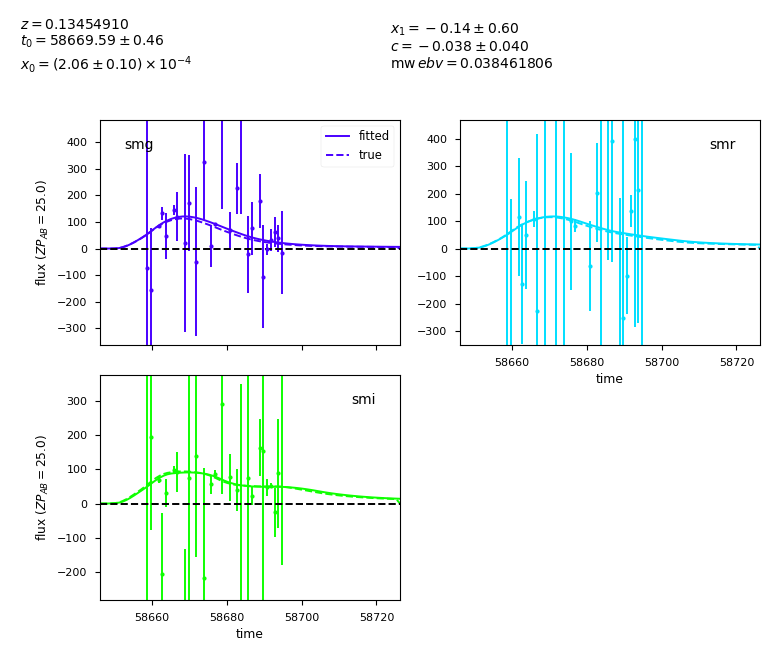 z = 0.13454910
t₀ = 58669.59 ± 0.46
x₀ = (2.06 ± 0.10) × 10⁻⁴
x₁ = −0.14 ± 0.60
c = −0.038 ± 0.040
mw ebv = 0.038461806
smg
fitted
true
400
300
200
100
0
−100
−200
−300
flux (ZP_AB = 25.0)
smr
400
300
200
100
0
−100
−200
−300
58660 58680 58700 58720
time
smi
300
200
100
0
−100
−200
flux (ZP_AB = 25.0)
58660 58680 58700 58720
time